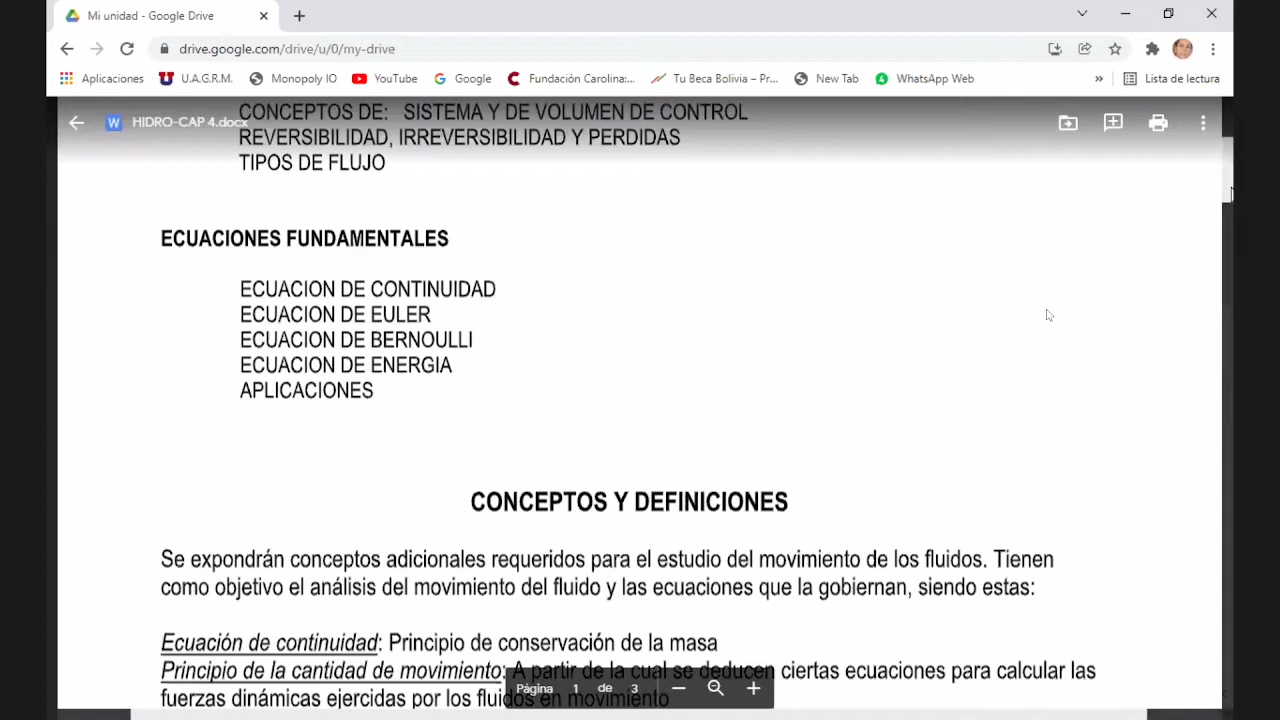 Mi unidad - Google Drive
drive.google.com/drive/u/0/my-drive
Aplicaciones U.A.G.R.M. Monopoly IO YouTube Google Fundación Carolina:... Tu Beca Bolivia – Pr... New Tab WhatsApp Web » Lista de lectura
CONCEPTOS DE: SISTEMA Y DE VOLUMEN DE CONTROL
W HIDRO-CAP 4.docx
REVERSIBILIDAD, IRREVERSIBILIDAD Y PERDIDAS
TIPOS DE FLUJO
ECUACIONES FUNDAMENTALES
ECUACION DE CONTINUIDAD
ECUACION DE EULER
ECUACION DE BERNOULLI
ECUACION DE ENERGIA
APLICACIONES
CONCEPTOS Y DEFINICIONES
Se expondrán conceptos adicionales requeridos para el estudio del movimiento de los fluidos. Tienen
como objetivo el análisis del movimiento del fluido y las ecuaciones que la gobiernan, siendo estas:
Ecuación de continuidad: Principio de conservación de la masa
Principio de la cantidad de movimiento: A partir de la cual se deducen ciertas ecuaciones para calcular las
Página 1 de 3
fuerzas dinámicas ejercidas por los fluidos en movimiento